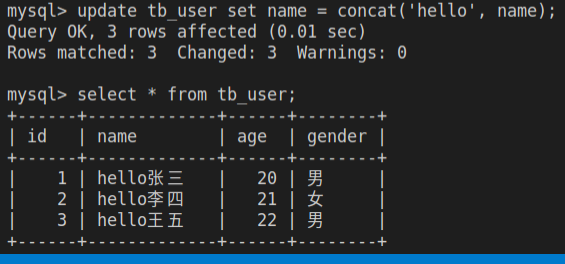 mysql> update tb_user set name = concat('hello', name);
Query OK, 3 rows affected (0.01 sec)
Rows matched: 3  Changed: 3  Warnings: 0

mysql> select * from tb_user;
+------+-------------+------+--------+
| id   | name        | age  | gender |
+------+-------------+------+--------+
|    1 | hello张三   |   20 | 男     |
|    2 | hello李四   |   21 | 女     |
|    3 | hello王五   |   22 | 男     |
+------+-------------+------+--------+